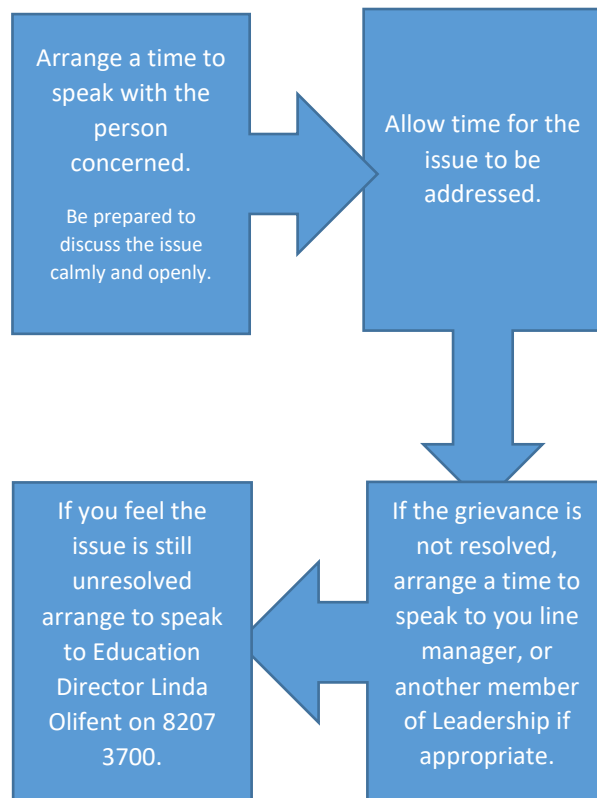 Arrange a time to
speak with the
person
concerned.
Be prepared to
discuss the issue
calmly and openly.
Allow time for the
issue to be
addressed.
If the grievance is
not resolved,
arrange a time to
speak to you line
manager, or
another member
of Leadership if
appropriate.
If you feel the
issue is still
unresolved
arrange to speak
to Education
Director Linda
Olifent on 8207
3700.